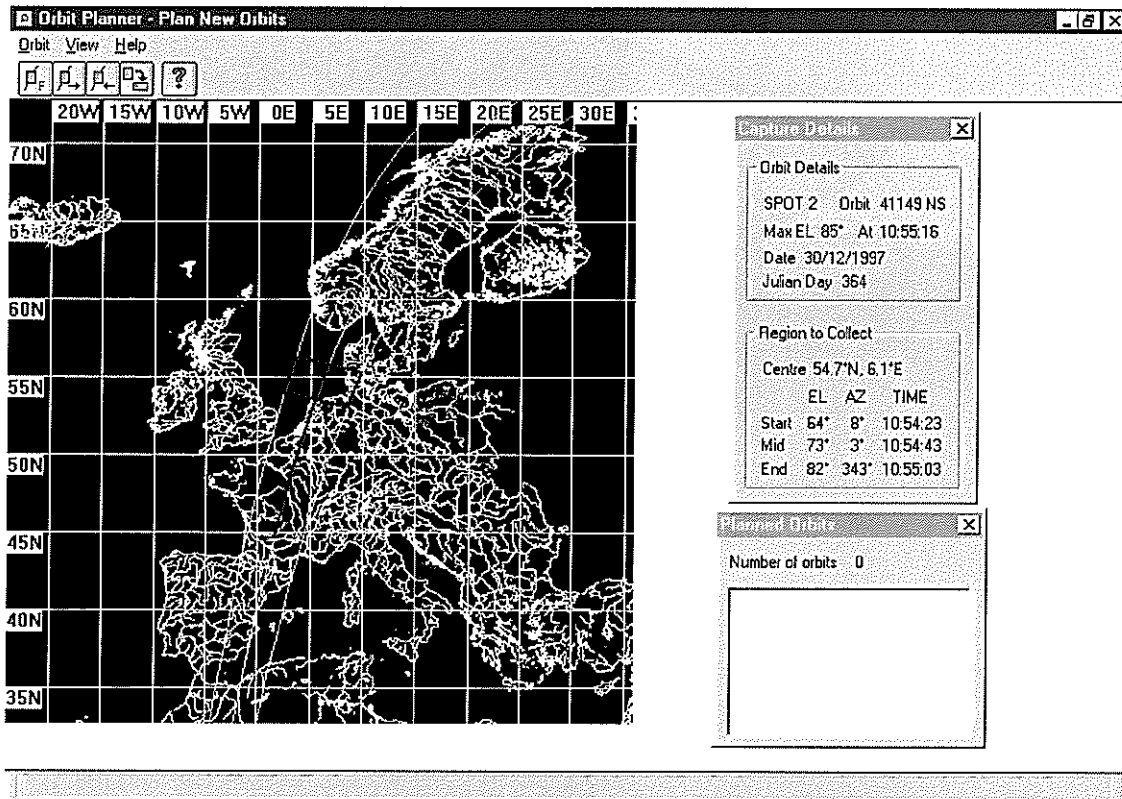 Orbit Planner - Plan New Orbits
Orbit View Help
F
?
20W 15W 10W 5W 0E 5E 10E 15E 20E 25E 30E
70N
65N
60N
55N
50N
45N
40N
35N
Capture Details
Orbit Details
SPOT 2 Orbit 41149 NS
Max EL 85° At 10:55:16
Date 30/12/1997
Julian Day 364
Region to Collect
Centre 54.7°N, 6.1°E
EL AZ TIME
Start 64° 8° 10:54:23
Mid 73° 3° 10:54:43
End 82° 343° 10:55:03
Planned Orbits
Number of orbits 0